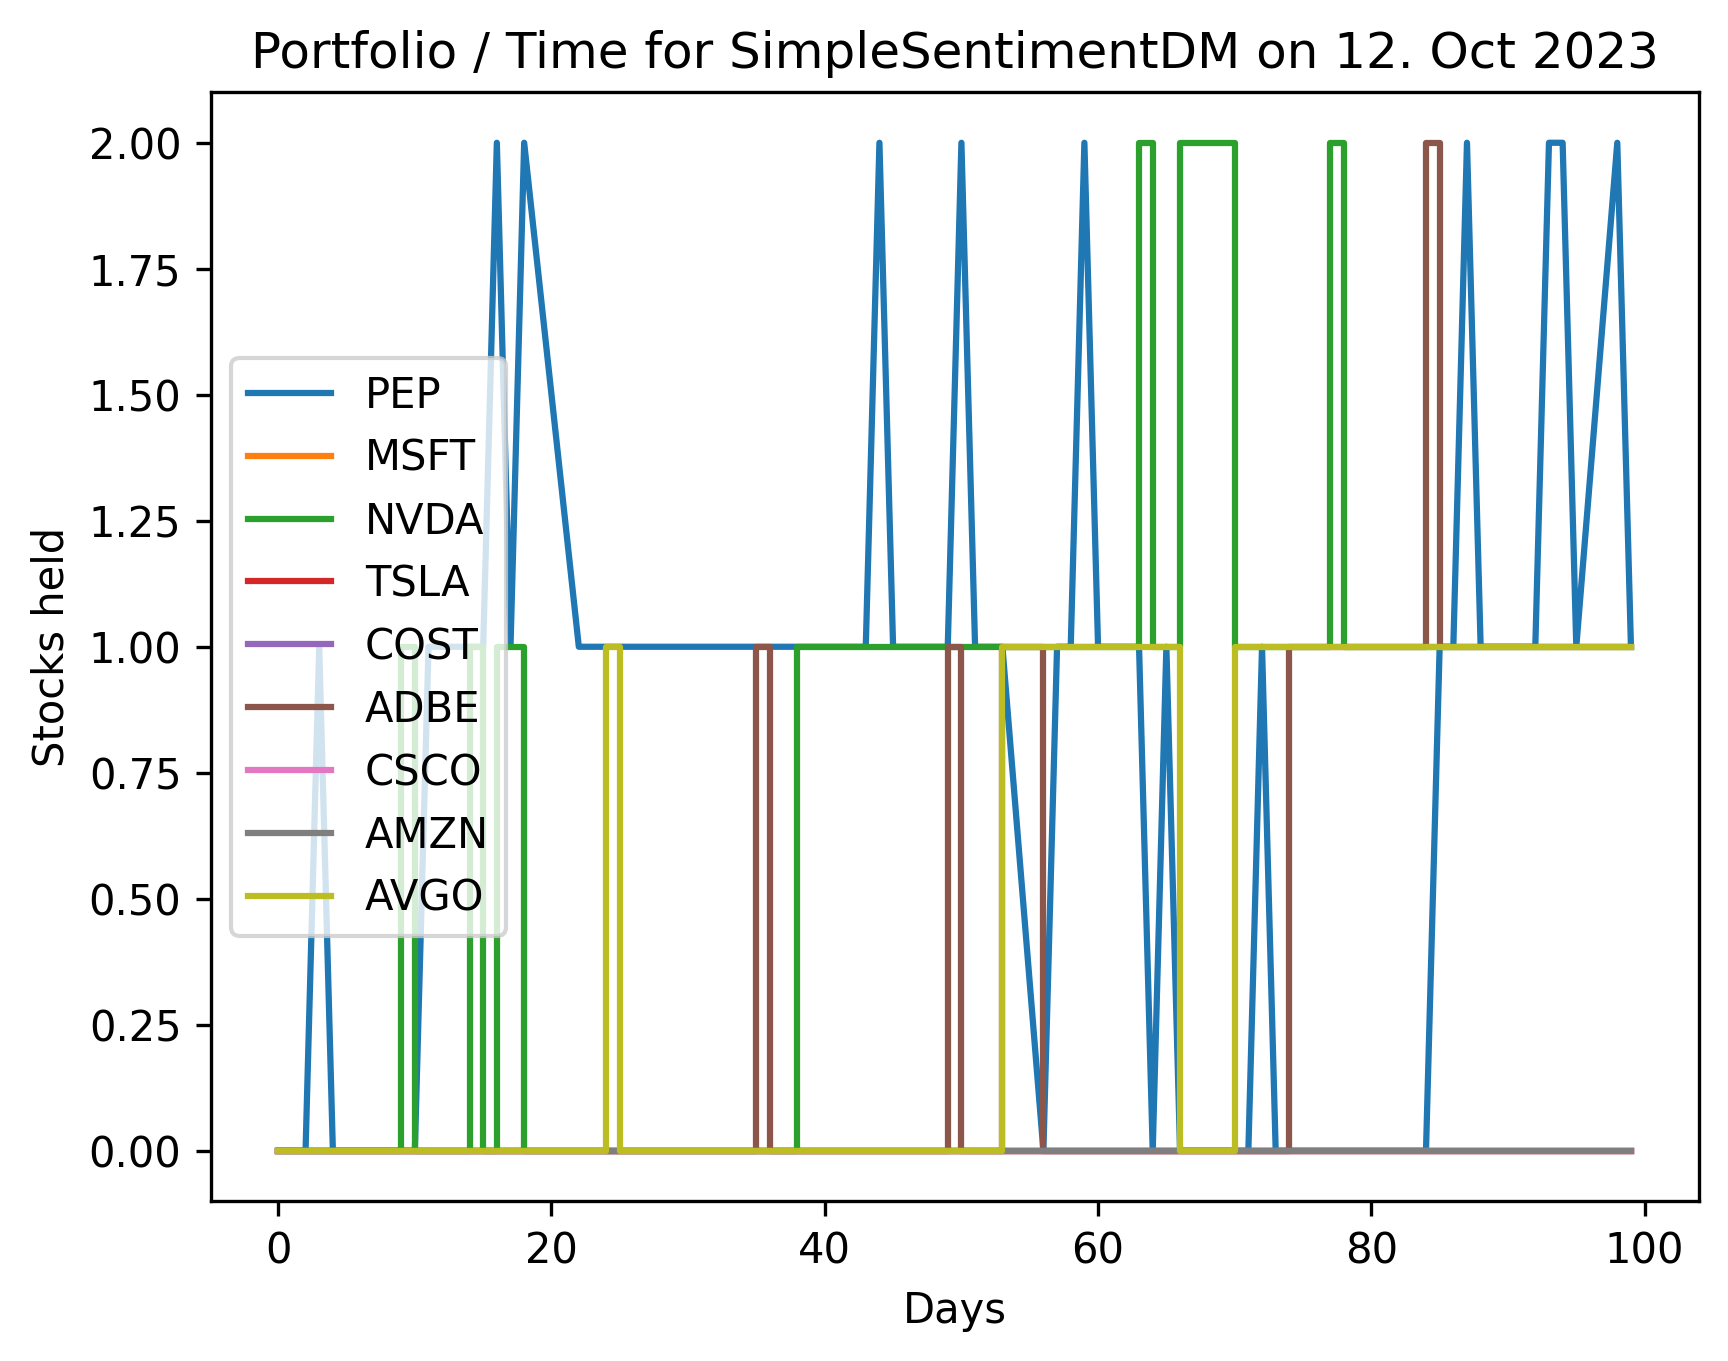 Portfolio / Time for SimpleSentimentDM on 12. Oct 2023
2.00
1.75
1.50
1.25
1.00
0.75
0.50
0.25
0.00
Stocks held
PEP
MSFT
NVDA
TSLA
COST
ADBE
CSCO
AMZN
AVGO
0 20 40 60 80 100
Days